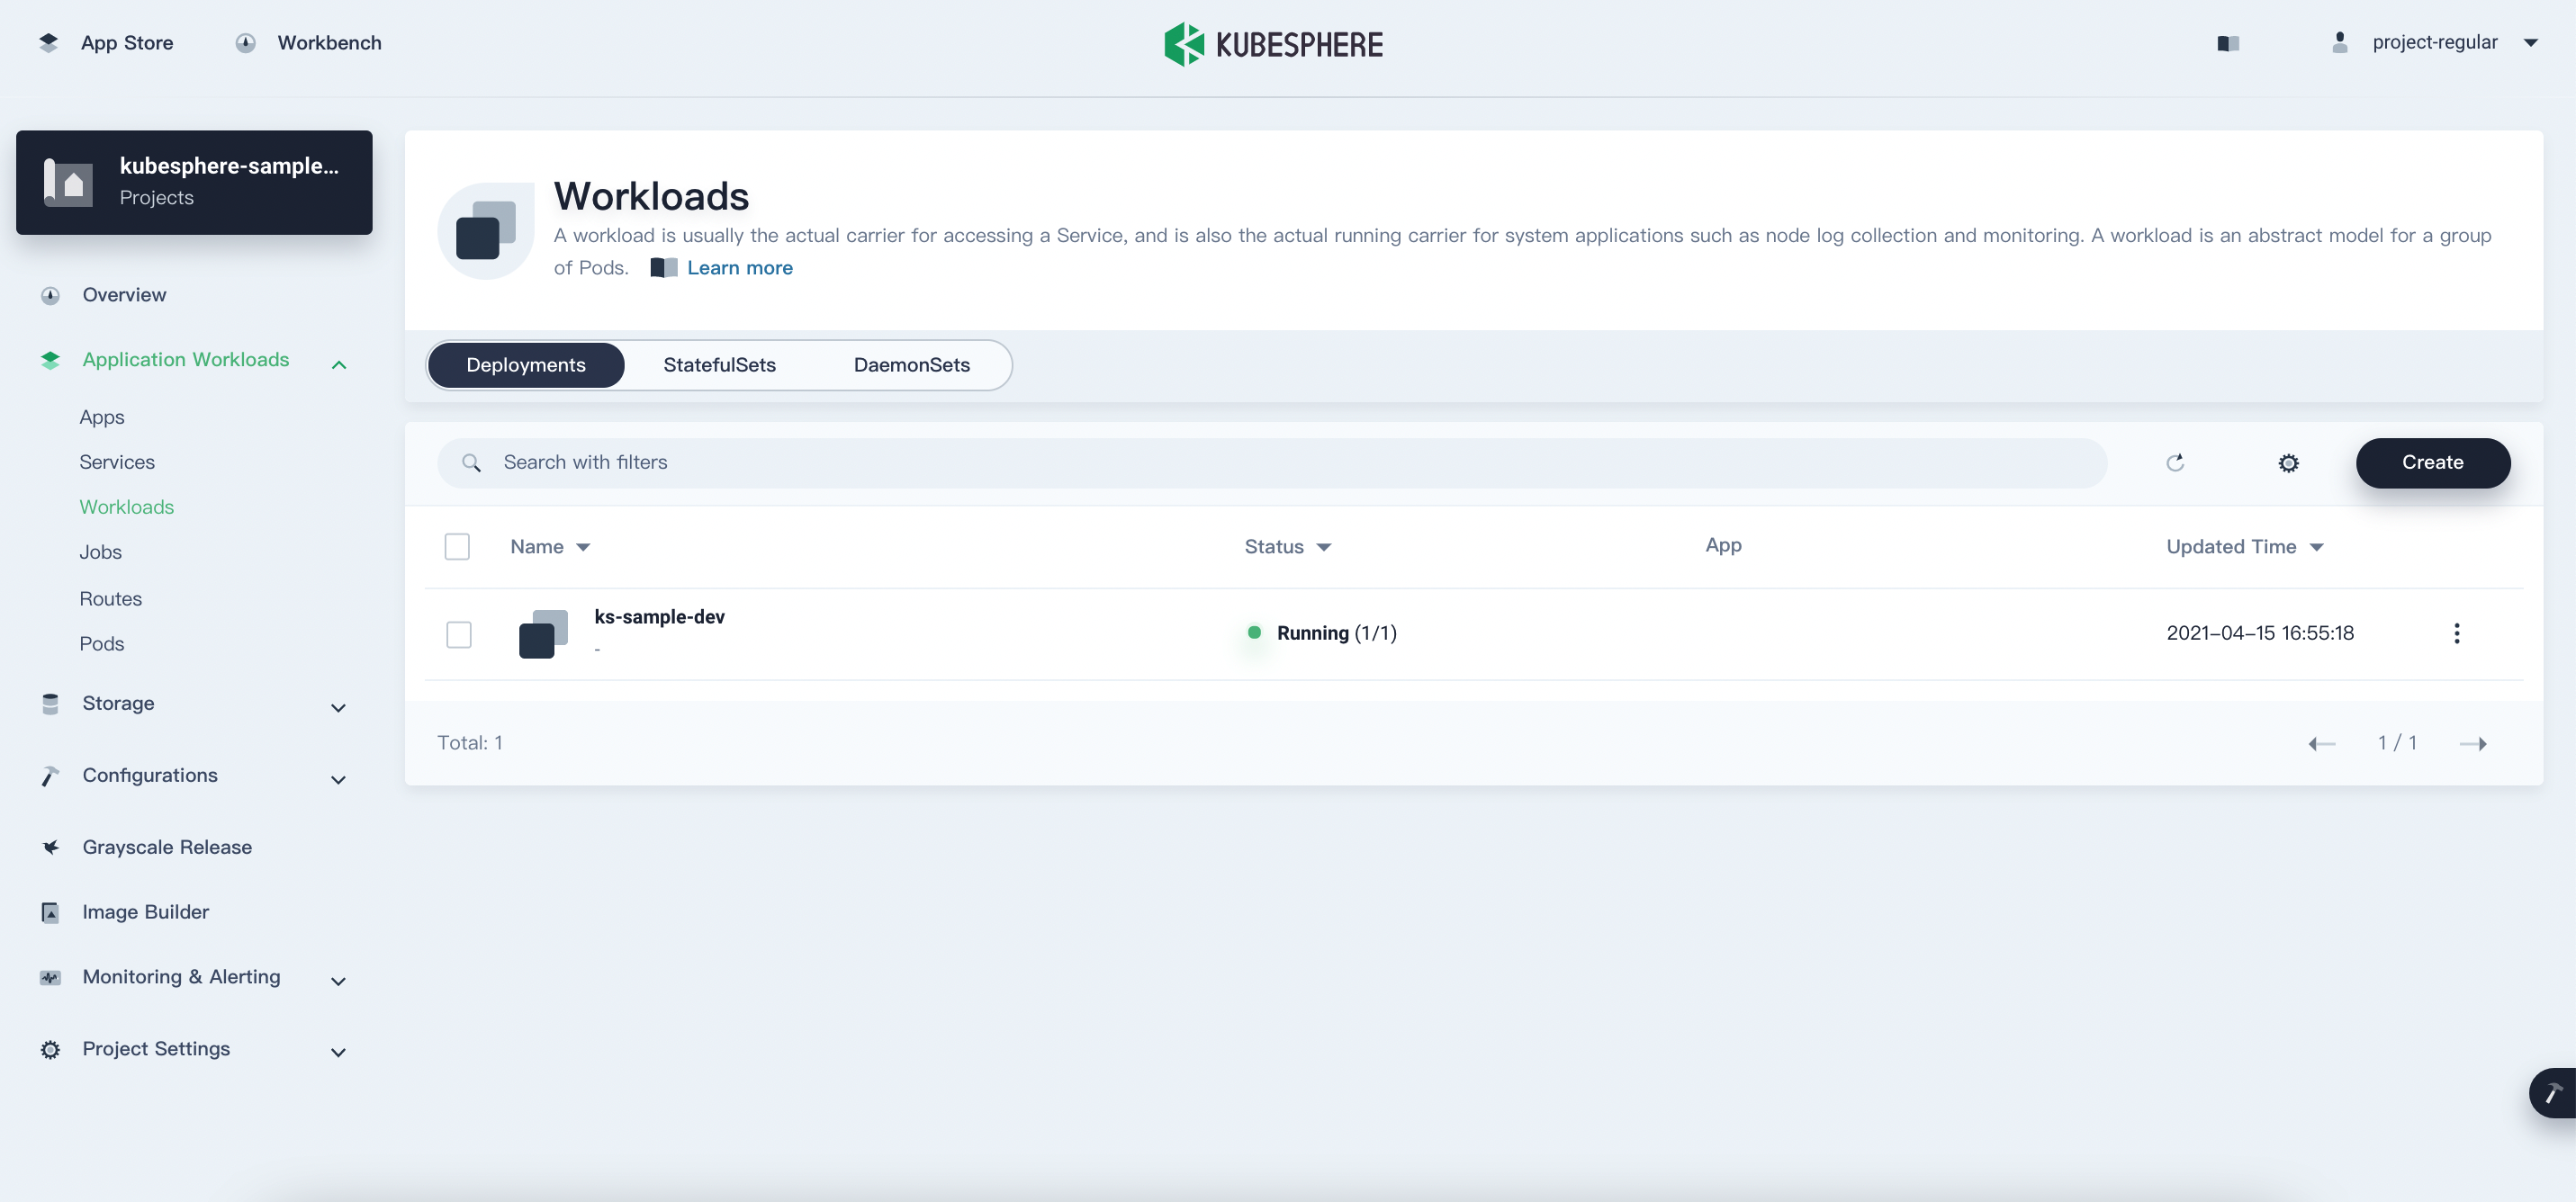 App Store
Workbench
KUBESPHERE
project-regular
kubesphere-sample...
Projects
Overview
Application Workloads
Apps
Services
Workloads
Jobs
Routes
Pods
Storage
Configurations
Grayscale Release
Image Builder
Monitoring & Alerting
Project Settings
Workloads
A workload is usually the actual carrier for accessing a Service, and is also the actual running carrier for system applications such as node log collection and monitoring. A workload is an abstract model for a group
of Pods. Learn more
Deployments StatefulSets DaemonSets
Search with filters
Create
Name Status App Updated Time
ks-sample-dev
-
Running (1/1)
2021-04-15 16:55:18
Total: 1
1 / 1